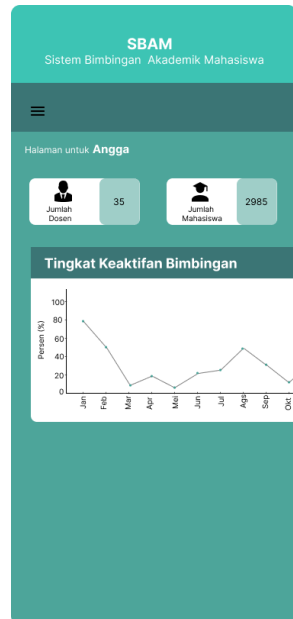 SBAM
Sistem Bimbingan Akademik Mahasiswa
Halaman untuk Angga
Jumlah
Dosen
35
Jumlah
Mahasiswa
2985
Tingkat Keaktifan Bimbingan
Persen (%)
100
80
60
40
20
0
Jan
Feb
Mar
Apr
Mei
Jun
Jul
Ags
Sep
Okt